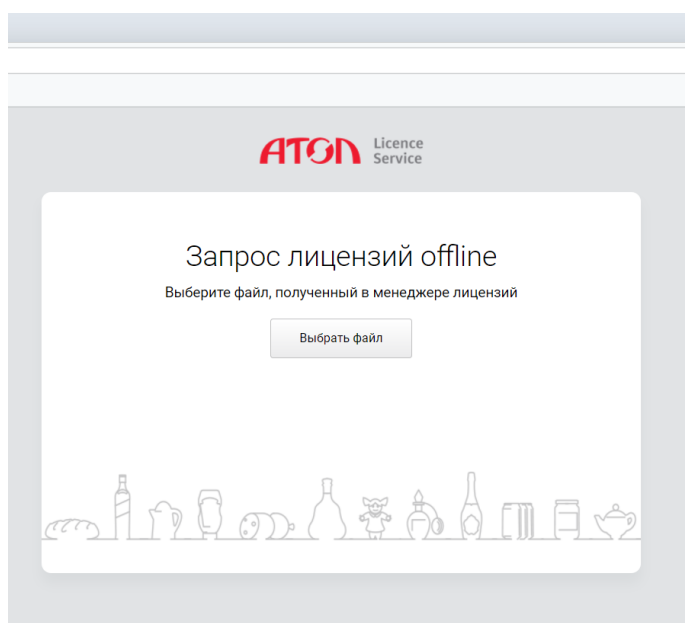 АТОЛ Licence
Service
Запрос лицензий offline
Выберите файл, полученный в менеджере лицензий
Выбрать файл